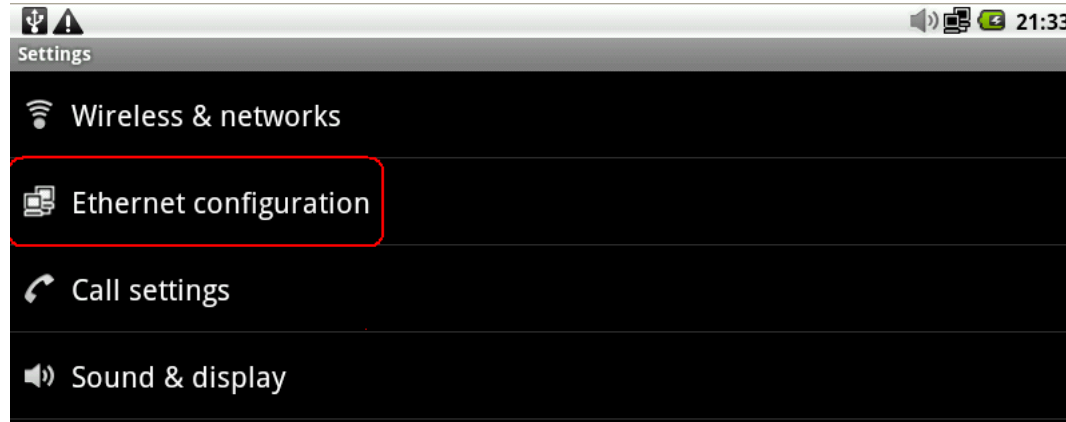 21:33
Settings
Wireless & networks
Ethernet configuration
Call settings
Sound & display